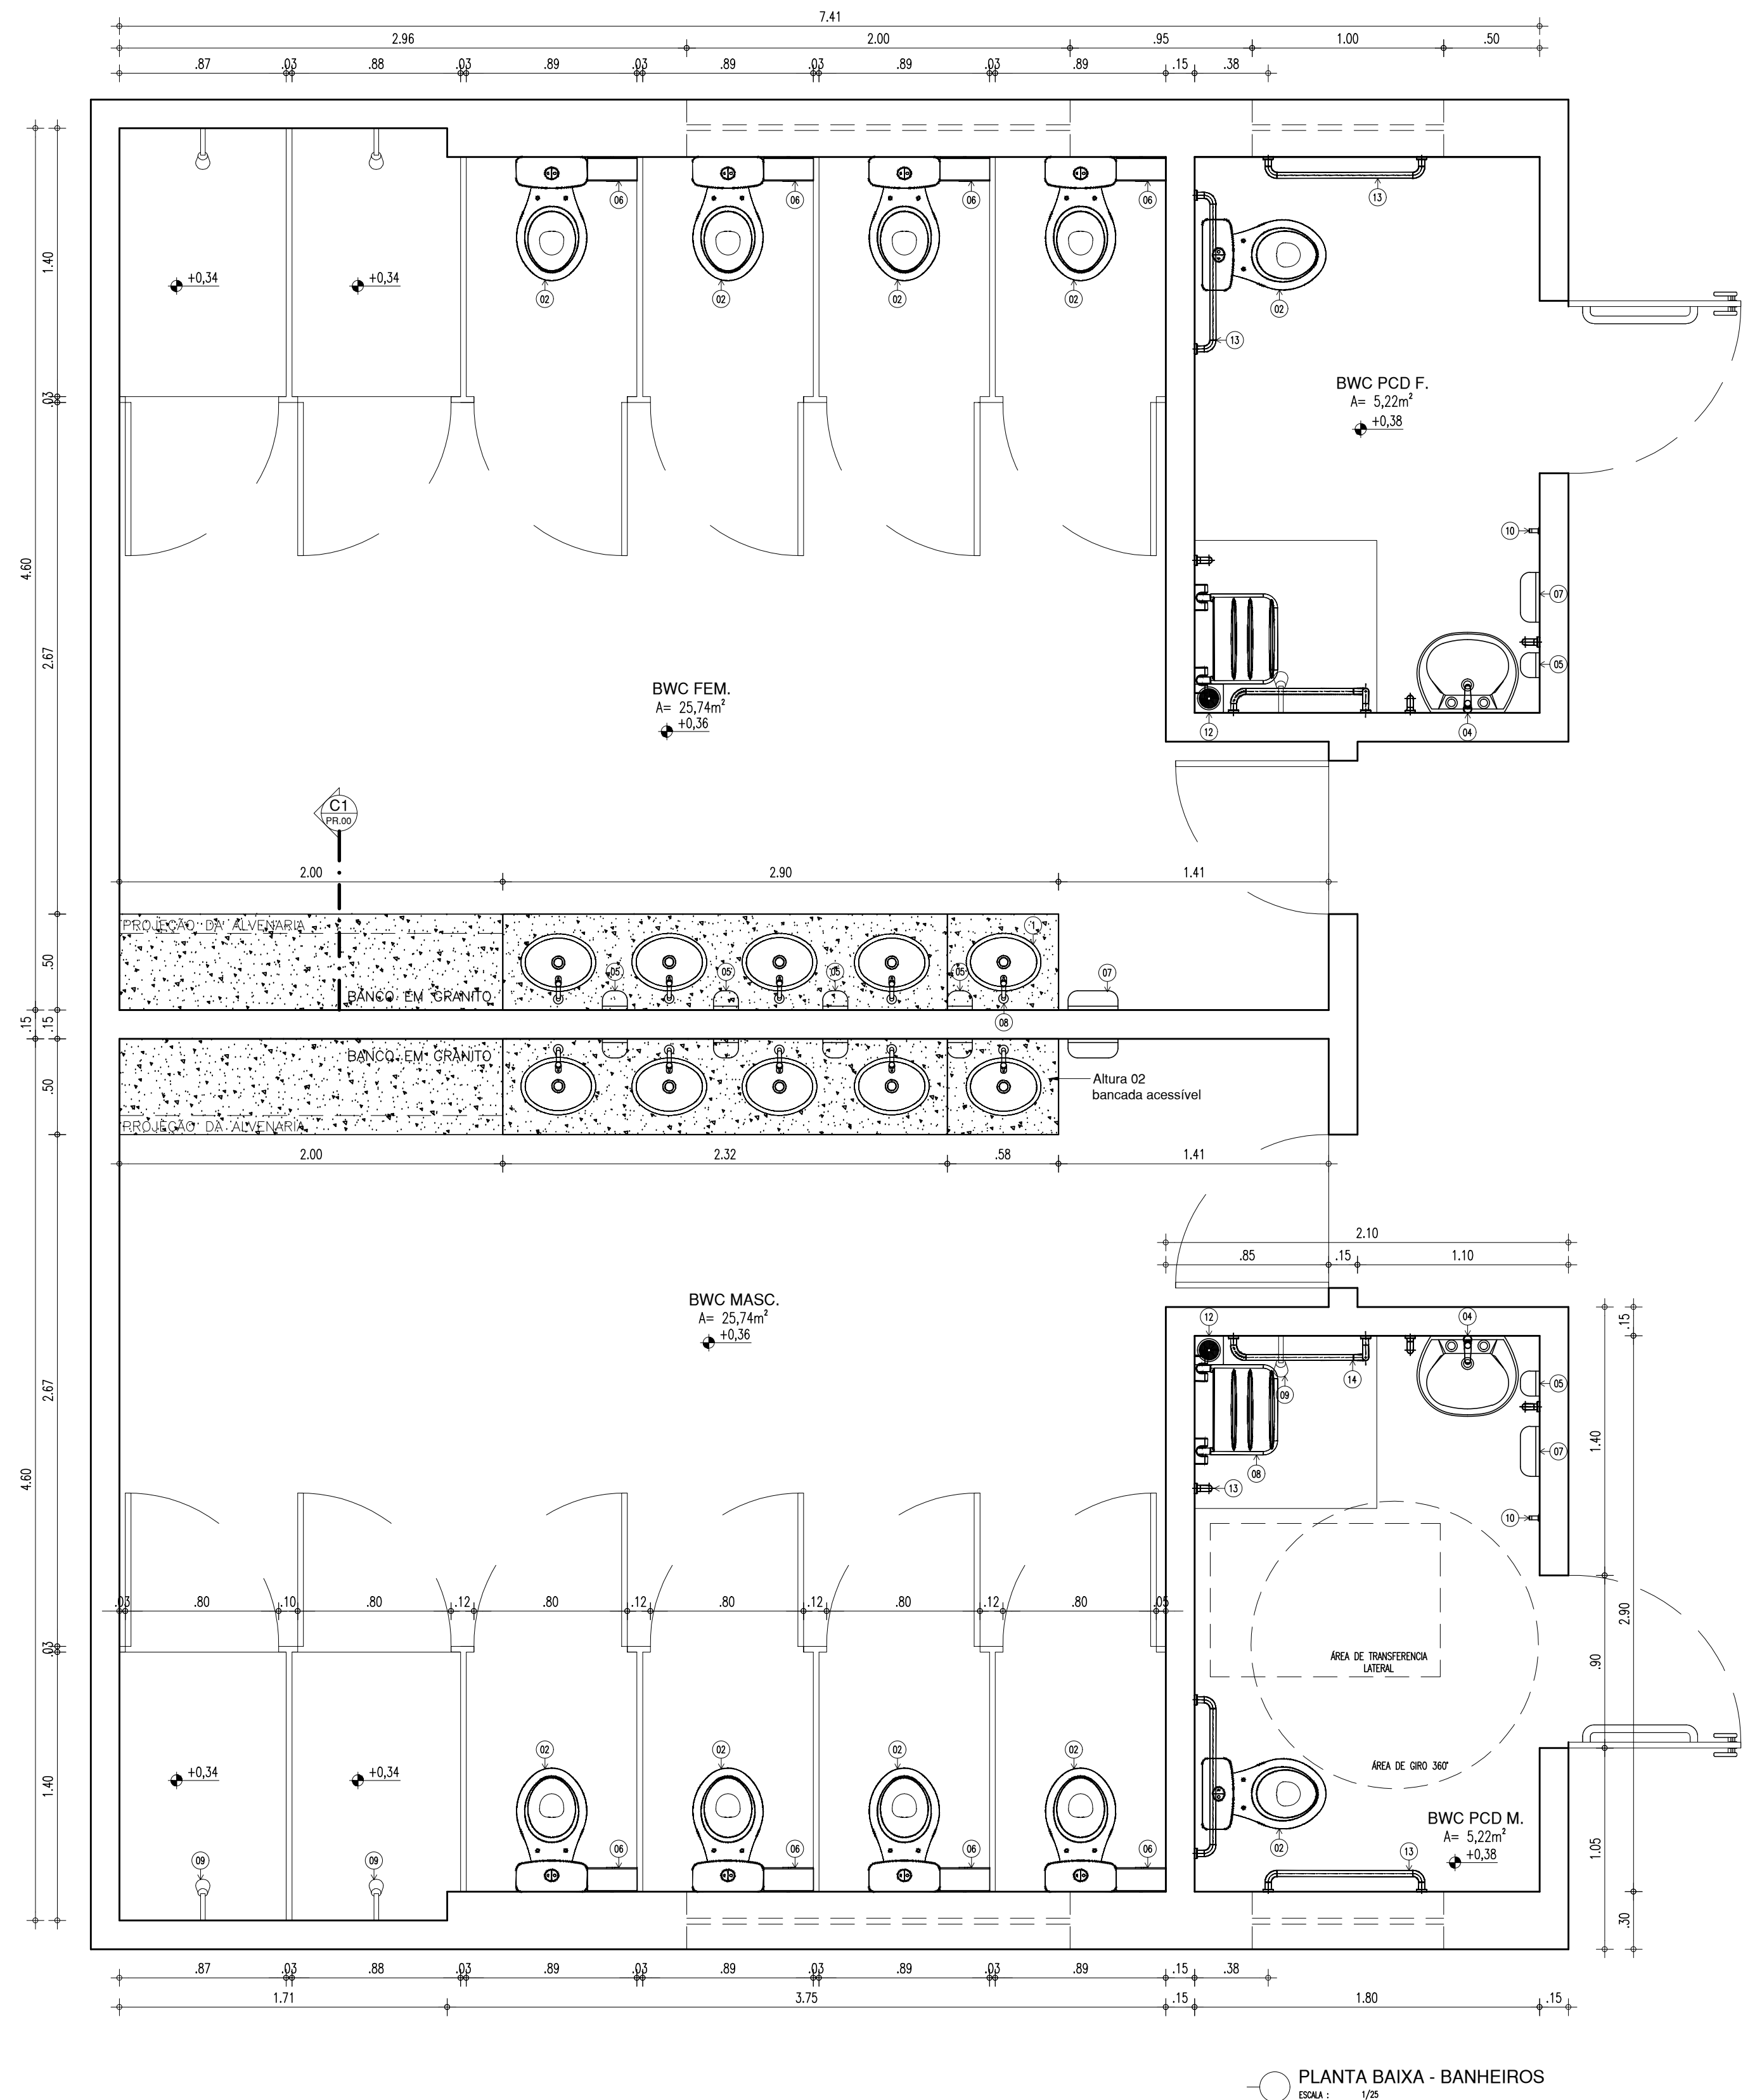 7.41
2.96 2.00 .95 1.00 .50
.87 .03 .88 .03 .89 .03 .89 .03 .89 .03 .89 .15 .38
06 06 06 06 13
1.40
+0,34 +0,34
02 02 02 02 02
13
.03
BWC PCD F.
A= 5,22m²
+0,38
10
4.60
07
2.67
05
BWC FEM.
A= 25,74m²
+0,36
12 04
C1
PR.00
2.00 2.90 1.41
PROJEÇÃO DA ALVENARIA
1
.50
05 05 05 05 07
BANCO EM GRANITO
08
.15 .15
BANCO EM GRANITO
.50
Altura 02
bancada acessível
PROJEÇÃO DA ALVENARIA
2.00 2.32 .58 1.41
2.10
.85 .15 1.10
BWC MASC.
A= 25,74m²
+0,36
12 04
.15
14
09
05
2.67
1.40
07
4.60
08
13
10
.03 .80 .10 .80 .12 .80 .12 .80 .12 .80 .12 .80 .05
2.90
.03
ÁREA DE TRANSFERENCIA
LATERAL
.90
02 02 02 02
+0,34 +0,34
ÁREA DE GIRO 360°
1.40
BWC PCD M.
A= 5,22m²
+0,38
02
1.05
09 09
06 06 06 06 13
.30
.87 .03 .88 .03 .89 .03 .89 .03 .89 .03 .89 .15 .38
1.71 3.75 .15 1.80 .15
PLANTA BAIXA - BANHEIROS
ESCALA : 1/25